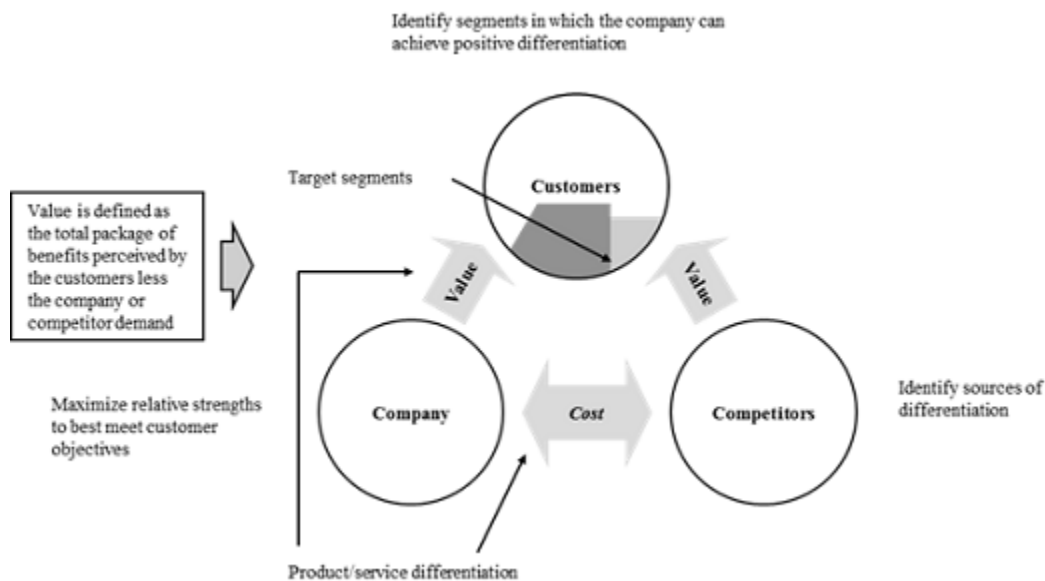 Identify segments in which the company can
achieve positive differentiation
Target segments
Customers
Value is defined as
the total package of
benefits perceived by
the customers less
the company or
competitor demand
Value
Value
Maximize relative strengths
to best meet customer
objectives
Company
Cost
Competitors
Identify sources of
differentiation
Product/service differentiation